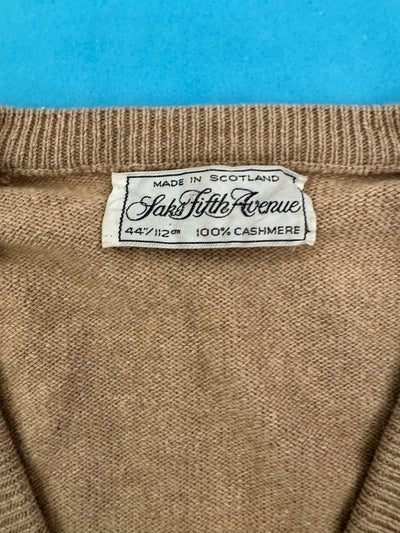 MADE IN SCOTLAND
Saks Fifth Avenue
44"/112cm 100% CASHMERE